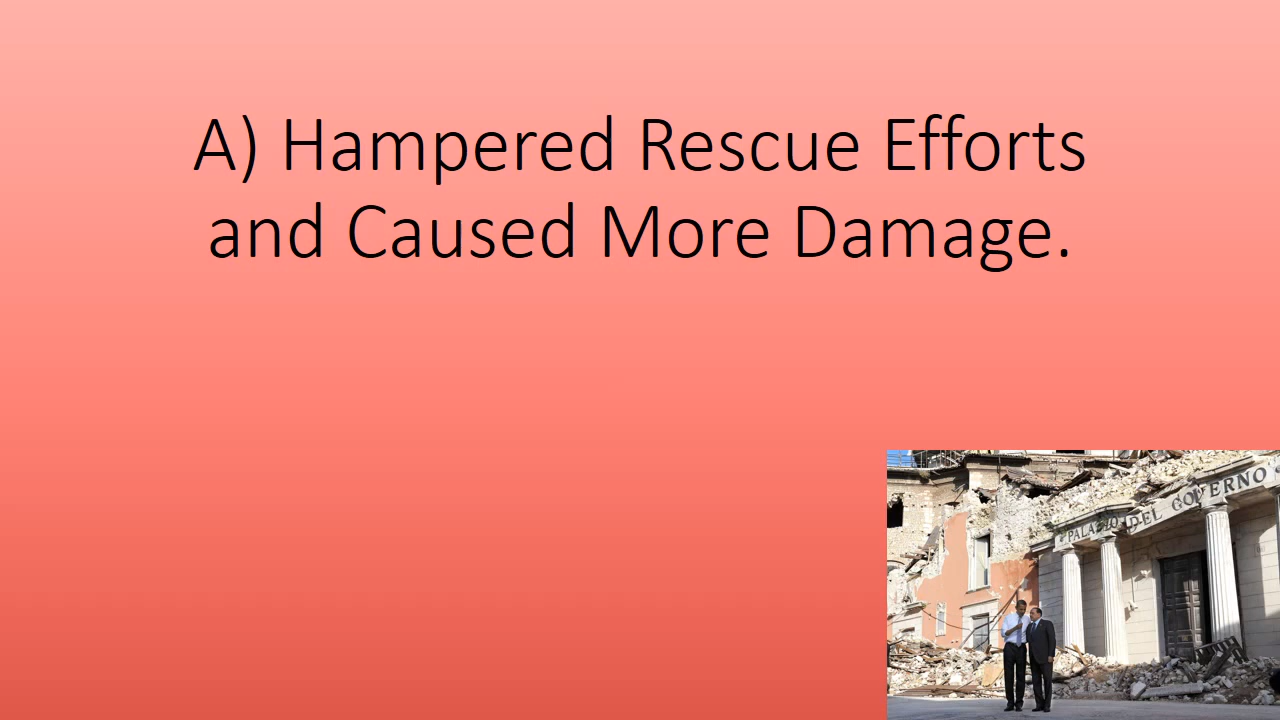 A) Hampered Rescue Efforts
and Caused More Damage.
PALAZZO DEL GOVERNO